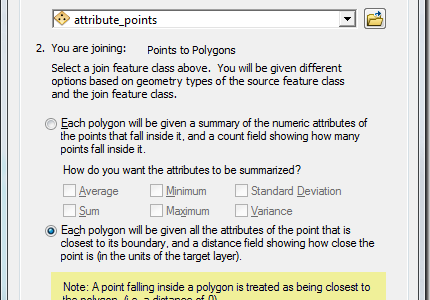 attribute_points
2. You are joining: Points to Polygons
Select a join feature class above. You will be given different
options based on geometry types of the source feature class
and the join feature class.
Each polygon will be given a summary of the numeric attributes of
the points that fall inside it, and a count field showing how many
points fall inside it.
How do you want the attributes to be summarized?
Average Minimum Standard Deviation
Sum Maximum Variance
Each polygon will be given all the attributes of the point that is
closest to its boundary, and a distance field showing how close the
point is (in the units of the target layer).
Note: A point falling inside a polygon is treated as being closest to
the polygon, (i.e. a distance of 0).